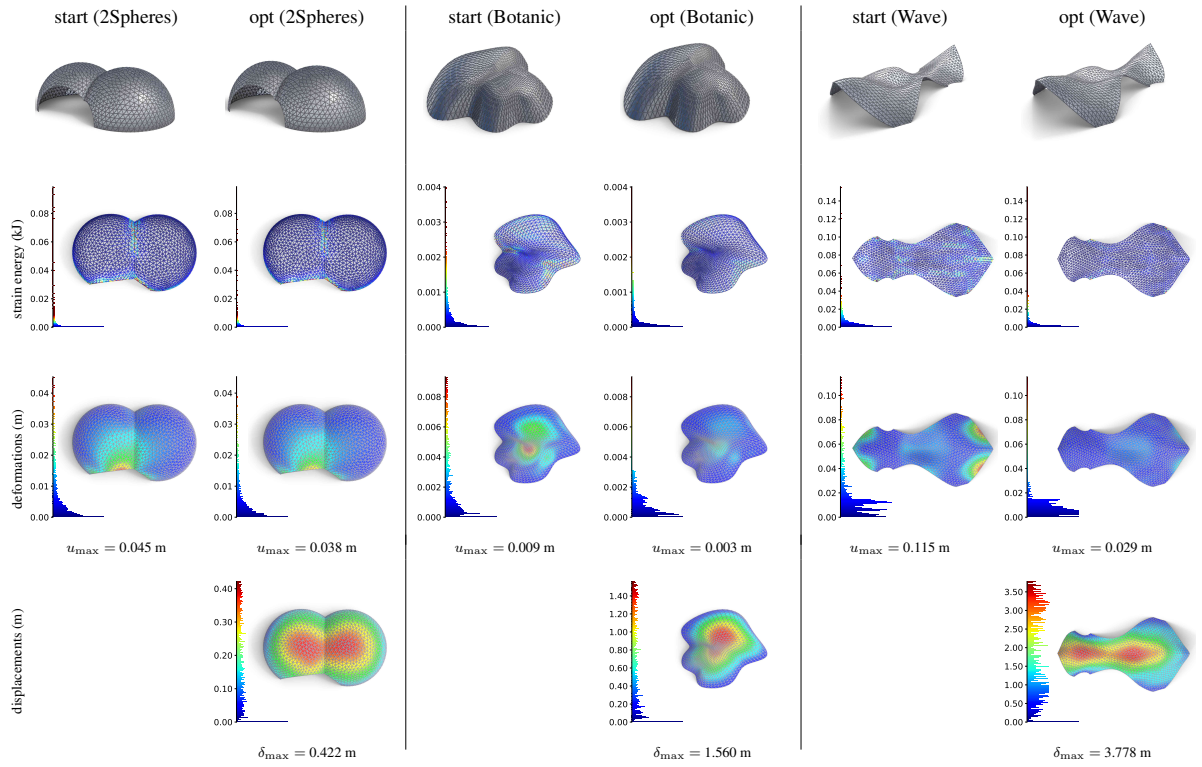 start (2Spheres) opt (2Spheres) start (Botanic) opt (Botanic) start (Wave) opt (Wave)
strain energy (kJ)
0.08 0.08 0.004 0.004 0.14 0.14
0.06 0.06 0.003 0.003 0.12 0.12
0.04 0.04 0.002 0.002 0.10 0.10
0.02 0.02 0.001 0.001 0.08 0.08
0.00 0.00 0.000 0.000 0.06 0.06
0.04 0.04
0.02 0.02
0.00 0.00
deformations (m)
0.04 0.04 0.008 0.008 0.10 0.10
0.03 0.03 0.006 0.006 0.08 0.08
0.02 0.02 0.004 0.004 0.06 0.06
0.01 0.01 0.002 0.002 0.04 0.04
0.00 0.00 0.000 0.000 0.02 0.02
0.00 0.00
u_max = 0.045 m u_max = 0.038 m u_max = 0.009 m u_max = 0.003 m u_max = 0.115 m u_max = 0.029 m
displacements (m)
0.40 1.40 3.50
0.30 1.20 3.00
0.20 1.00 2.50
0.10 0.80 2.00
0.00 0.60 1.50
0.40 1.00
0.20 0.50
0.00 0.00
δ_max = 0.422 m δ_max = 1.560 m δ_max = 3.778 m